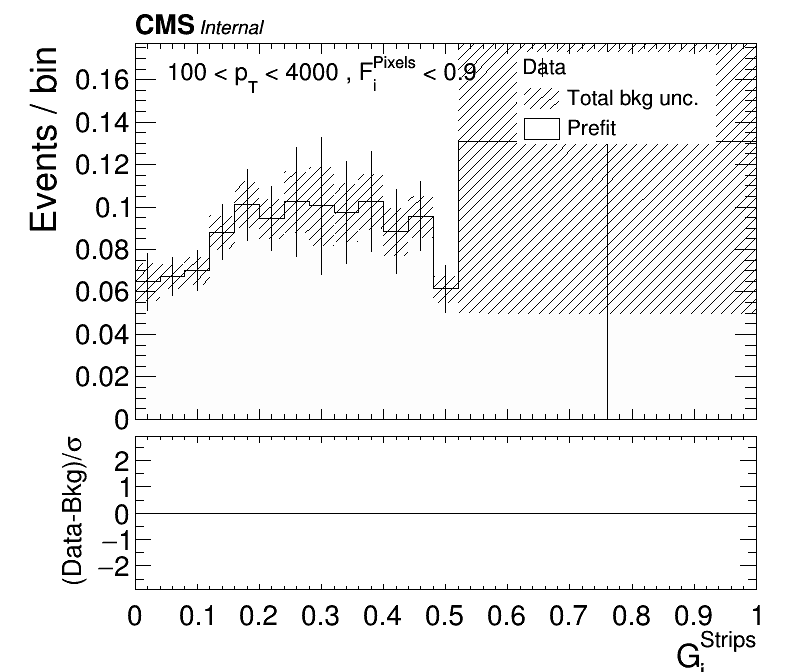 CMS Internal
100 < p_T < 4000 , F_i^Pixels < 0.9
Data
Total bkg unc.
Prefit
Events / bin
0.16
0.14
0.12
0.1
0.08
0.06
0.04
0.02
0
(Data-Bkg)/σ
2
1
0
−1
−2
0 0.1 0.2 0.3 0.4 0.5 0.6 0.7 0.8 0.9 1
G_i^Strips